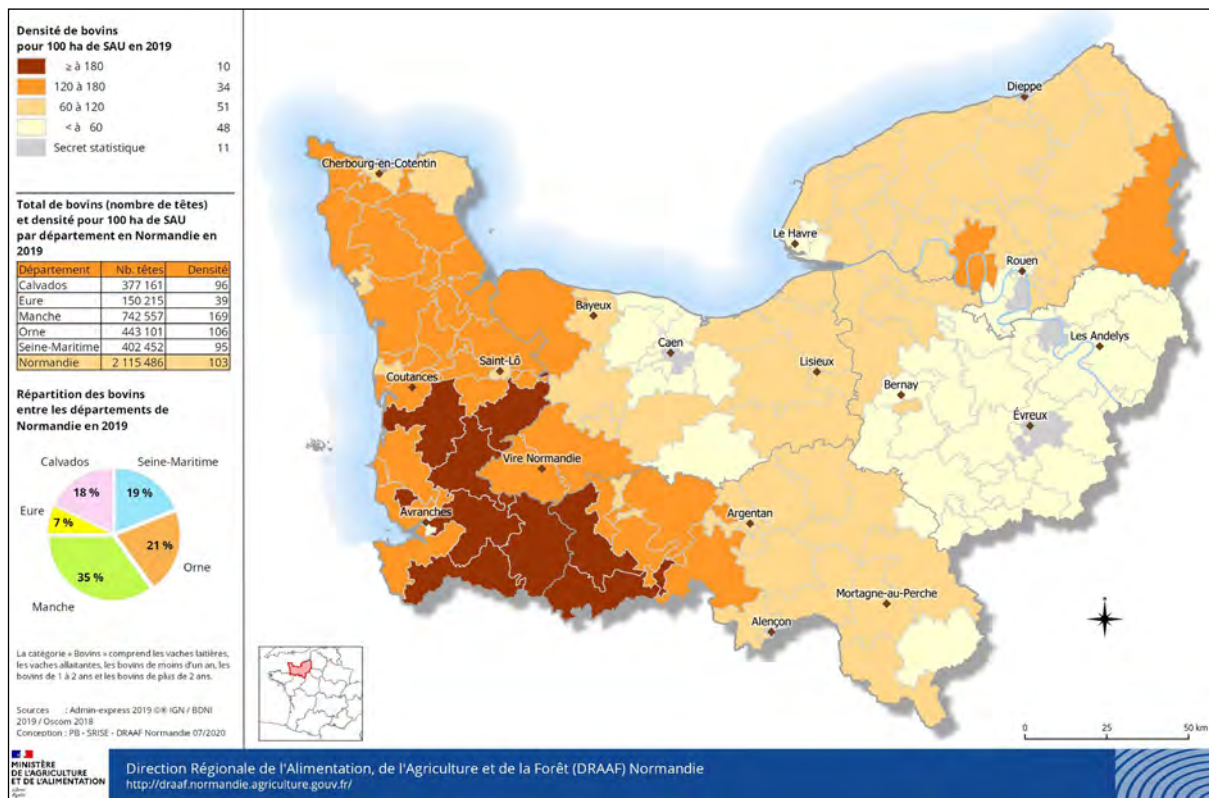 Densité de bovins
pour 100 ha de SAU en 2019
≥ à 180 10
120 à 180 34
60 à 120 51
< à 60 48
Secret statistique 11
Total de bovins (nombre de têtes)
et densité pour 100 ha de SAU
par département en Normandie en
2019
Département Nb. têtes Densité
Calvados 377 161 96
Eure 150 215 39
Manche 742 557 169
Orne 443 101 106
Seine-Maritime 402 452 95
Normandie 2 115 486 103
Répartition des bovins
entre les départements de
Normandie en 2019
Calvados
Seine-Maritime
18 %
19 %
Eure
7 %
21 %
Orne
35 %
Manche
La catégorie « Bovins » comprend les vaches laitières,
les vaches allaitantes, les bovins de moins d'un an, les
bovins de 1 à 2 ans et les bovins de plus de 2 ans.
Sources : Admin-express 2019 ©® IGN / BDNI
2019 / Oscom 2018
Conception : PB - SRISE - DRAAF Normandie 07/2020
Dieppe
Cherbourg-en-Cotentin
Le Havre
Rouen
Bayeux
Caen
Les Andelys
Saint-Lô
Lisieux
Coutances
Bernay
Évreux
Vire Normandie
Avranches
Argentan
Mortagne-au-Perche
Alençon
0 25 50 km
MINISTÈRE
DE L'AGRICULTURE
ET DE L'ALIMENTATION
Direction Régionale de l'Alimentation, de l'Agriculture et de la Forêt (DRAAF) Normandie
http://draaf.normandie.agriculture.gouv.fr/